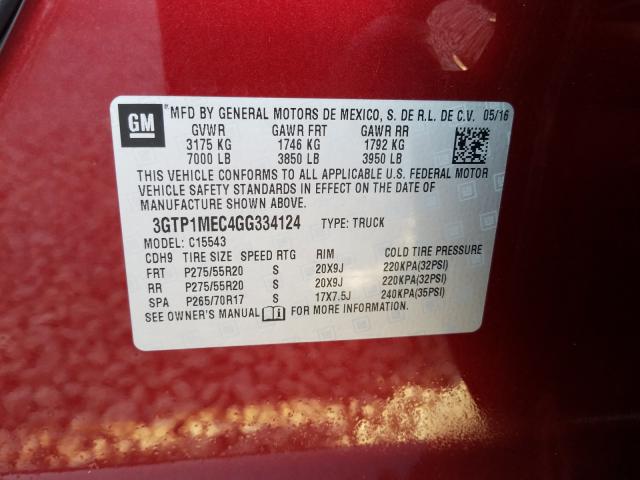 GM MFD BY GENERAL MOTORS DE MEXICO, S. DE R.L. DE C.V. 05/16
GVWR GAWR FRT GAWR RR
3175 KG 1746 KG 1792 KG
7000 LB 3850 LB 3950 LB
THIS VEHICLE CONFORMS TO ALL APPLICABLE U.S. FEDERAL MOTOR
VEHICLE SAFETY STANDARDS IN EFFECT ON THE DATE OF
MANUFACTURE SHOWN ABOVE.
3GTP1MEC4GG334124 TYPE: TRUCK
MODEL: C15543
CDH9 TIRE SIZE SPEED RTG RIM COLD TIRE PRESSURE
FRT P275/55R20 S 20X9J 220KPA(32PSI)
RR P275/55R20 S 20X9J 220KPA(32PSI)
SPA P265/70R17 S 17X7.5J 240KPA(35PSI)
SEE OWNER'S MANUAL FOR MORE INFORMATION.